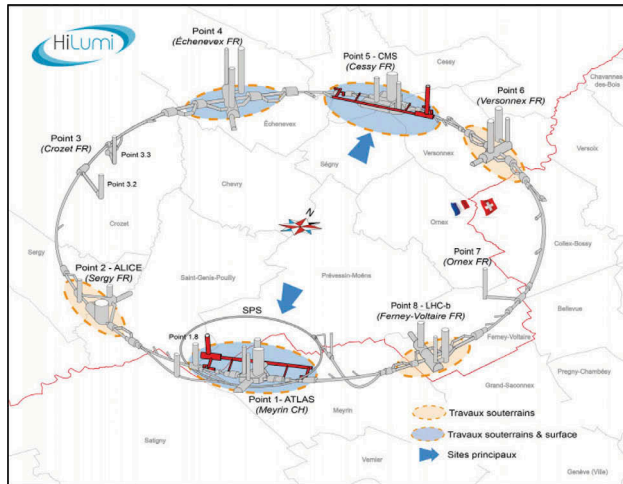 HiLumi
Point 4
(Échenevex FR)
Point 5 - CMS
(Cessy FR)
Cessy
Point 6
(Versonnex FR)
Chavannes
des-Bois
Point 3
(Crozet FR)
Point 3.3
Point 3.2
Échenevex
Ségny
Versonnex
Versoix
Chevry
Crozet
N
Ornex
Collex-Bossy
Sergy
Point 2 - ALICE
(Sergy FR)
Saint-Genis-Pouilly
Prévessin-Moëns
Point 7
(Ornex FR)
SPS
Point 8 - LHC-b
(Ferney-Voltaire FR)
Bellevue
Point 1.8
Ferney-Voltaire
Pregny-Chambésy
Grand-Saconnex
Point 1- ATLAS
(Meyrin CH)
Meyrin
Satigny
Vernier
Genève (Ville)
Travaux souterrains
Travaux souterrains & surface
Sites principaux